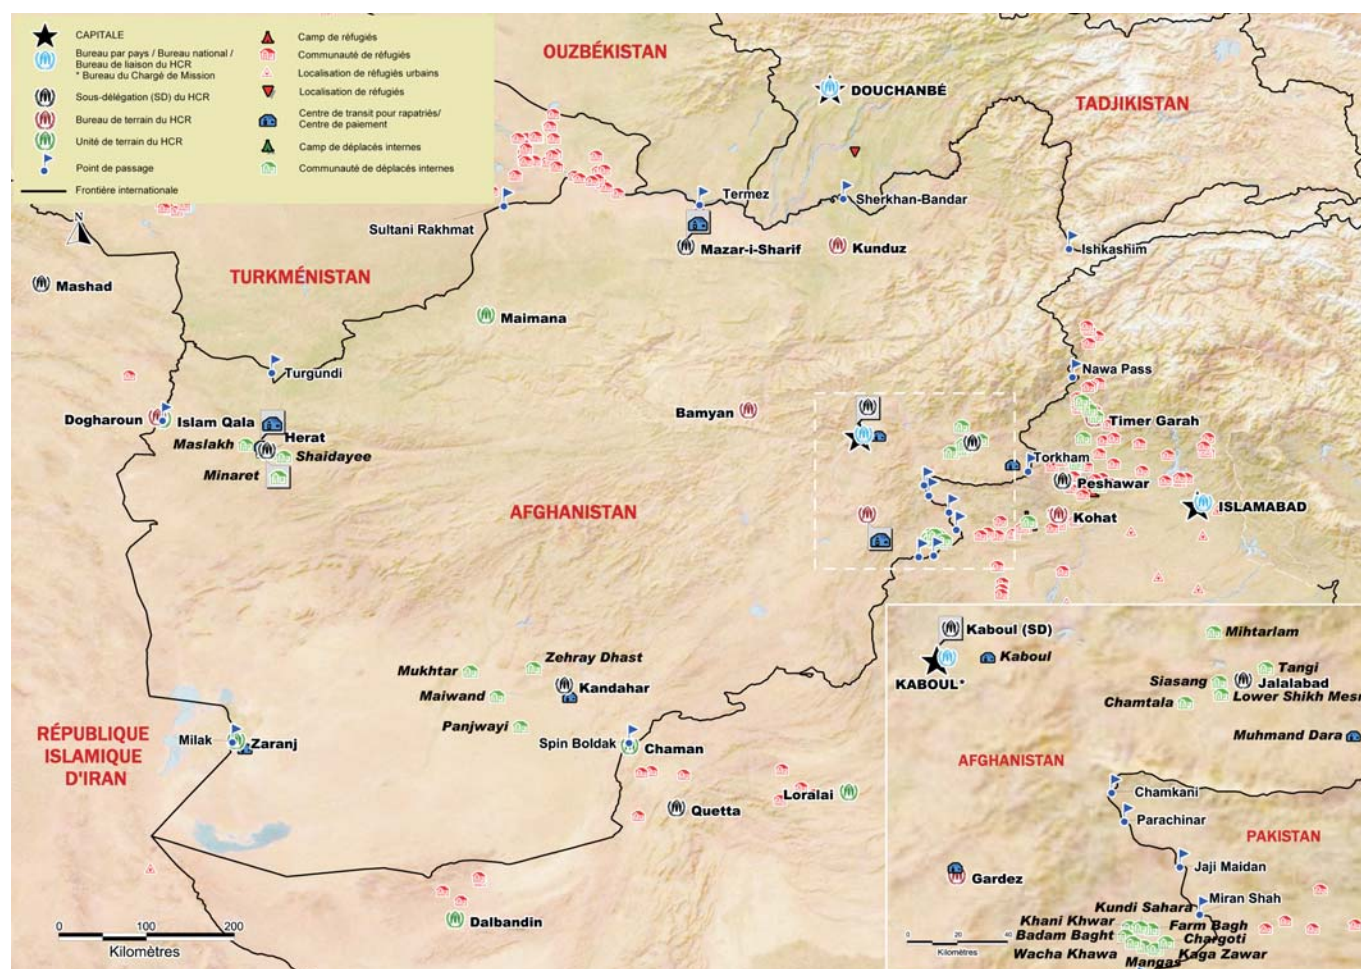 CAPITALE
Bureau par pays / Bureau national /
Bureau de liaison du HCR
* Bureau du Chargé de Mission
Sous-délégation (SD) du HCR
Bureau de terrain du HCR
Unité de terrain du HCR
Point de passage
Frontière internationale
Camp de réfugiés
Communauté de réfugiés
Localisation de réfugiés urbains
Localisation de réfugiés
Centre de transit pour rapatriés/
Centre de paiement
Camp de déplacés internes
Communauté de déplacés internes
OUZBÉKISTAN
DOUCHANBÉ
TADJIKISTAN
Termez
Sherkhan-Bandar
N
Sultani Rakhmat
Mazar-i-Sharif
Kunduz
Ishkashim
Mashad
TURKMÉNISTAN
Maimana
Turgundi
Nawa Pass
Dogharoun
Islam Qala
Bamyan
Timer Garah
Herat
Maslakh
Shaidayee
Minaret
Torkham
Peshawar
ISLAMABAD
AFGHANISTAN
Kohat
Zehray Dhast
Mukhtar
Kandahar
Maiwand
Panjwayi
RÉPUBLIQUE
ISLAMIQUE
D'IRAN
Milak
Zaranj
Spin Boldak
Chaman
Loralai
Quetta
Dalbandin
0 100 200
Kilomètres
Kaboul (SD)
Mihtarlam
Kaboul
KABOUL*
Tangi
Siasang
Jalalabad
Chamtala
Lower Shikh Mesr
Muhmand Dara
AFGHANISTAN
Chamkani
Parachinar
PAKISTAN
Jaji Maidan
Gardez
Miran Shah
Kundi Sahara
Khani Khwar
Farm Bagh
Badam Baght
Chargoti
Wacha Khawa
Kaga Zawar
Mangas
0 20 40
Kilomètres